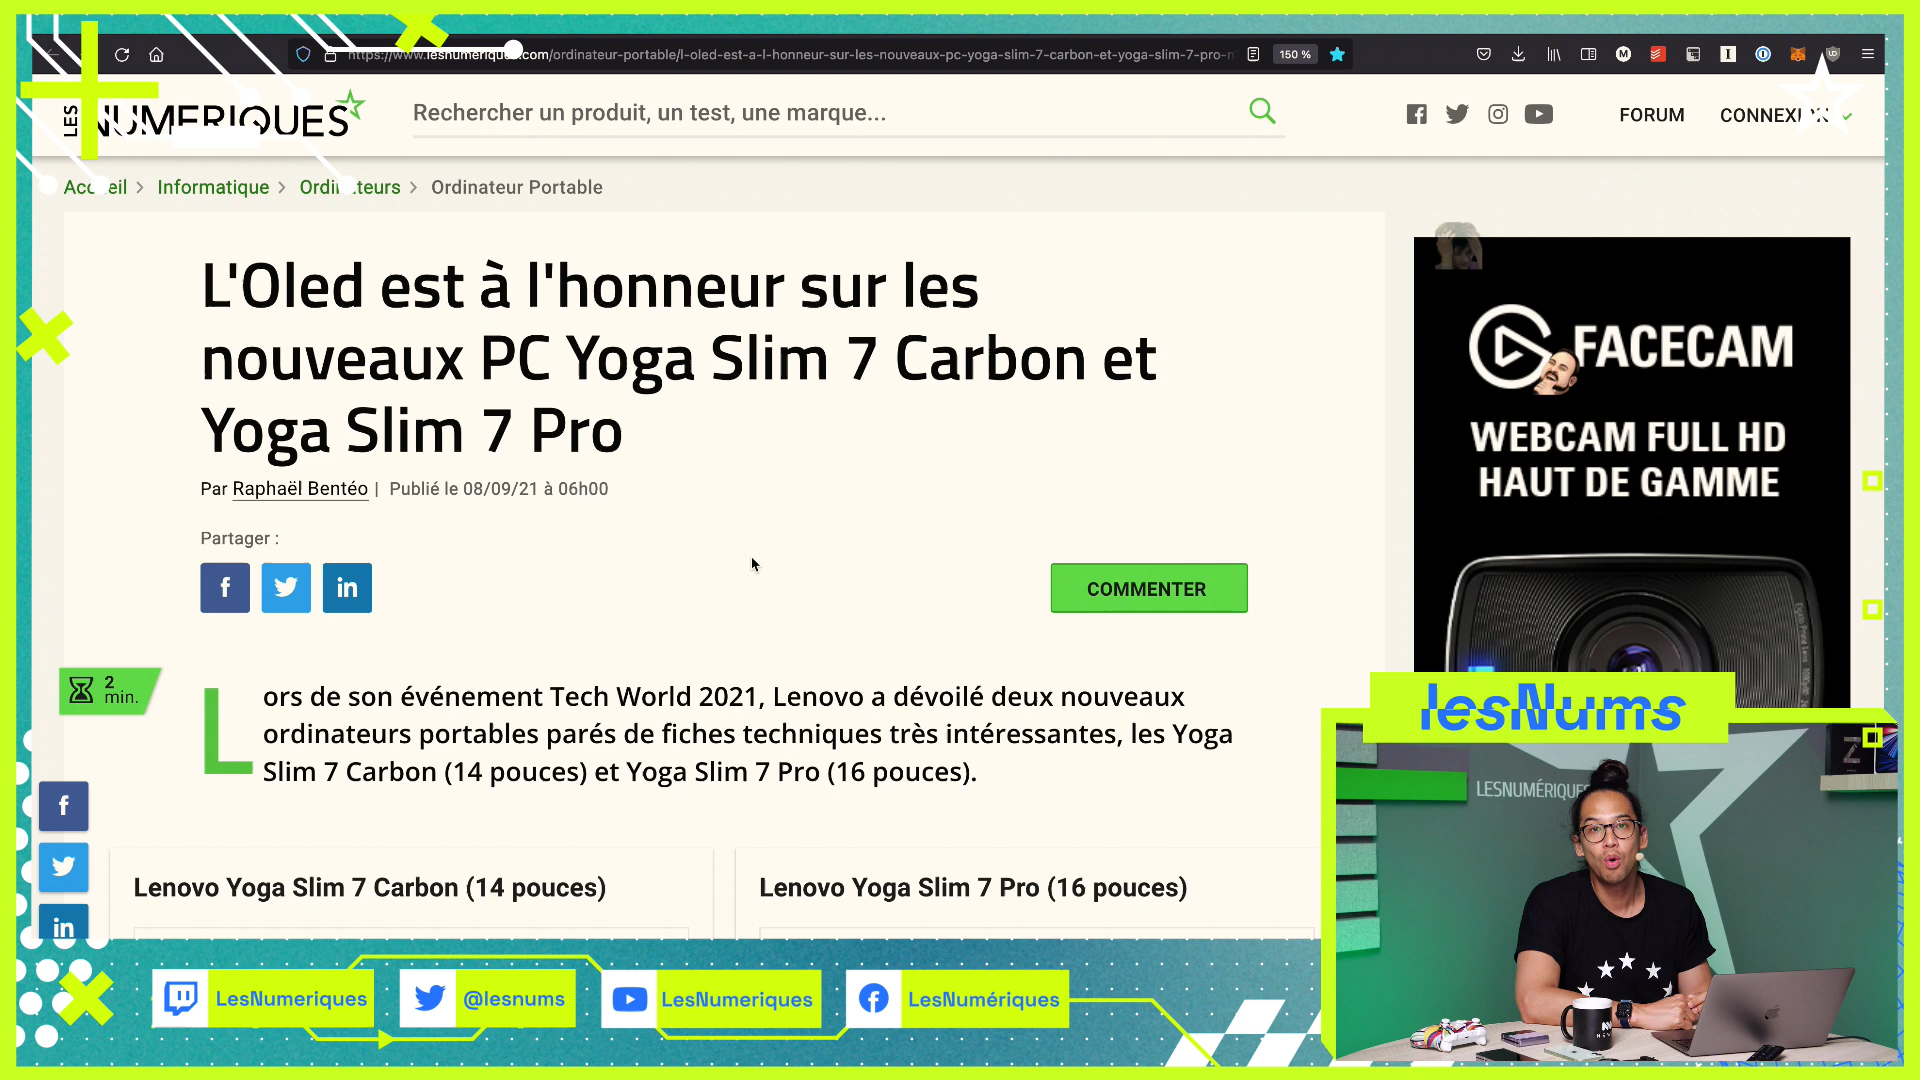 https://www.lesnumeriques.com/ordinateur-portable/l-oled-est-a-l-honneur-sur-les-nouveaux-pc-yoga-slim-7-carbon-et-yoga-slim-7-pro-n
150 %
LES NUMERIQUES
Rechercher un produit, un test, une marque...
FORUM
CONNEXION
Accueil > Informatique > Ordinateurs > Ordinateur Portable
L'Oled est à l'honneur sur les
nouveaux PC Yoga Slim 7 Carbon et
Yoga Slim 7 Pro
Par Raphaël Bentéo | Publié le 08/09/21 à 06h00
Partager :
COMMENTER
2
min.
Lors de son événement Tech World 2021, Lenovo a dévoilé deux nouveaux
ordinateurs portables parés de fiches techniques très intéressantes, les Yoga
Slim 7 Carbon (14 pouces) et Yoga Slim 7 Pro (16 pouces).
Lenovo Yoga Slim 7 Carbon (14 pouces)
Lenovo Yoga Slim 7 Pro (16 pouces)
FACECAM
WEBCAM FULL HD
HAUT DE GAMME
lesNums
LESNUMÉRIQUES
LesNumeriques
@lesnums
LesNumeriques
LesNumériques